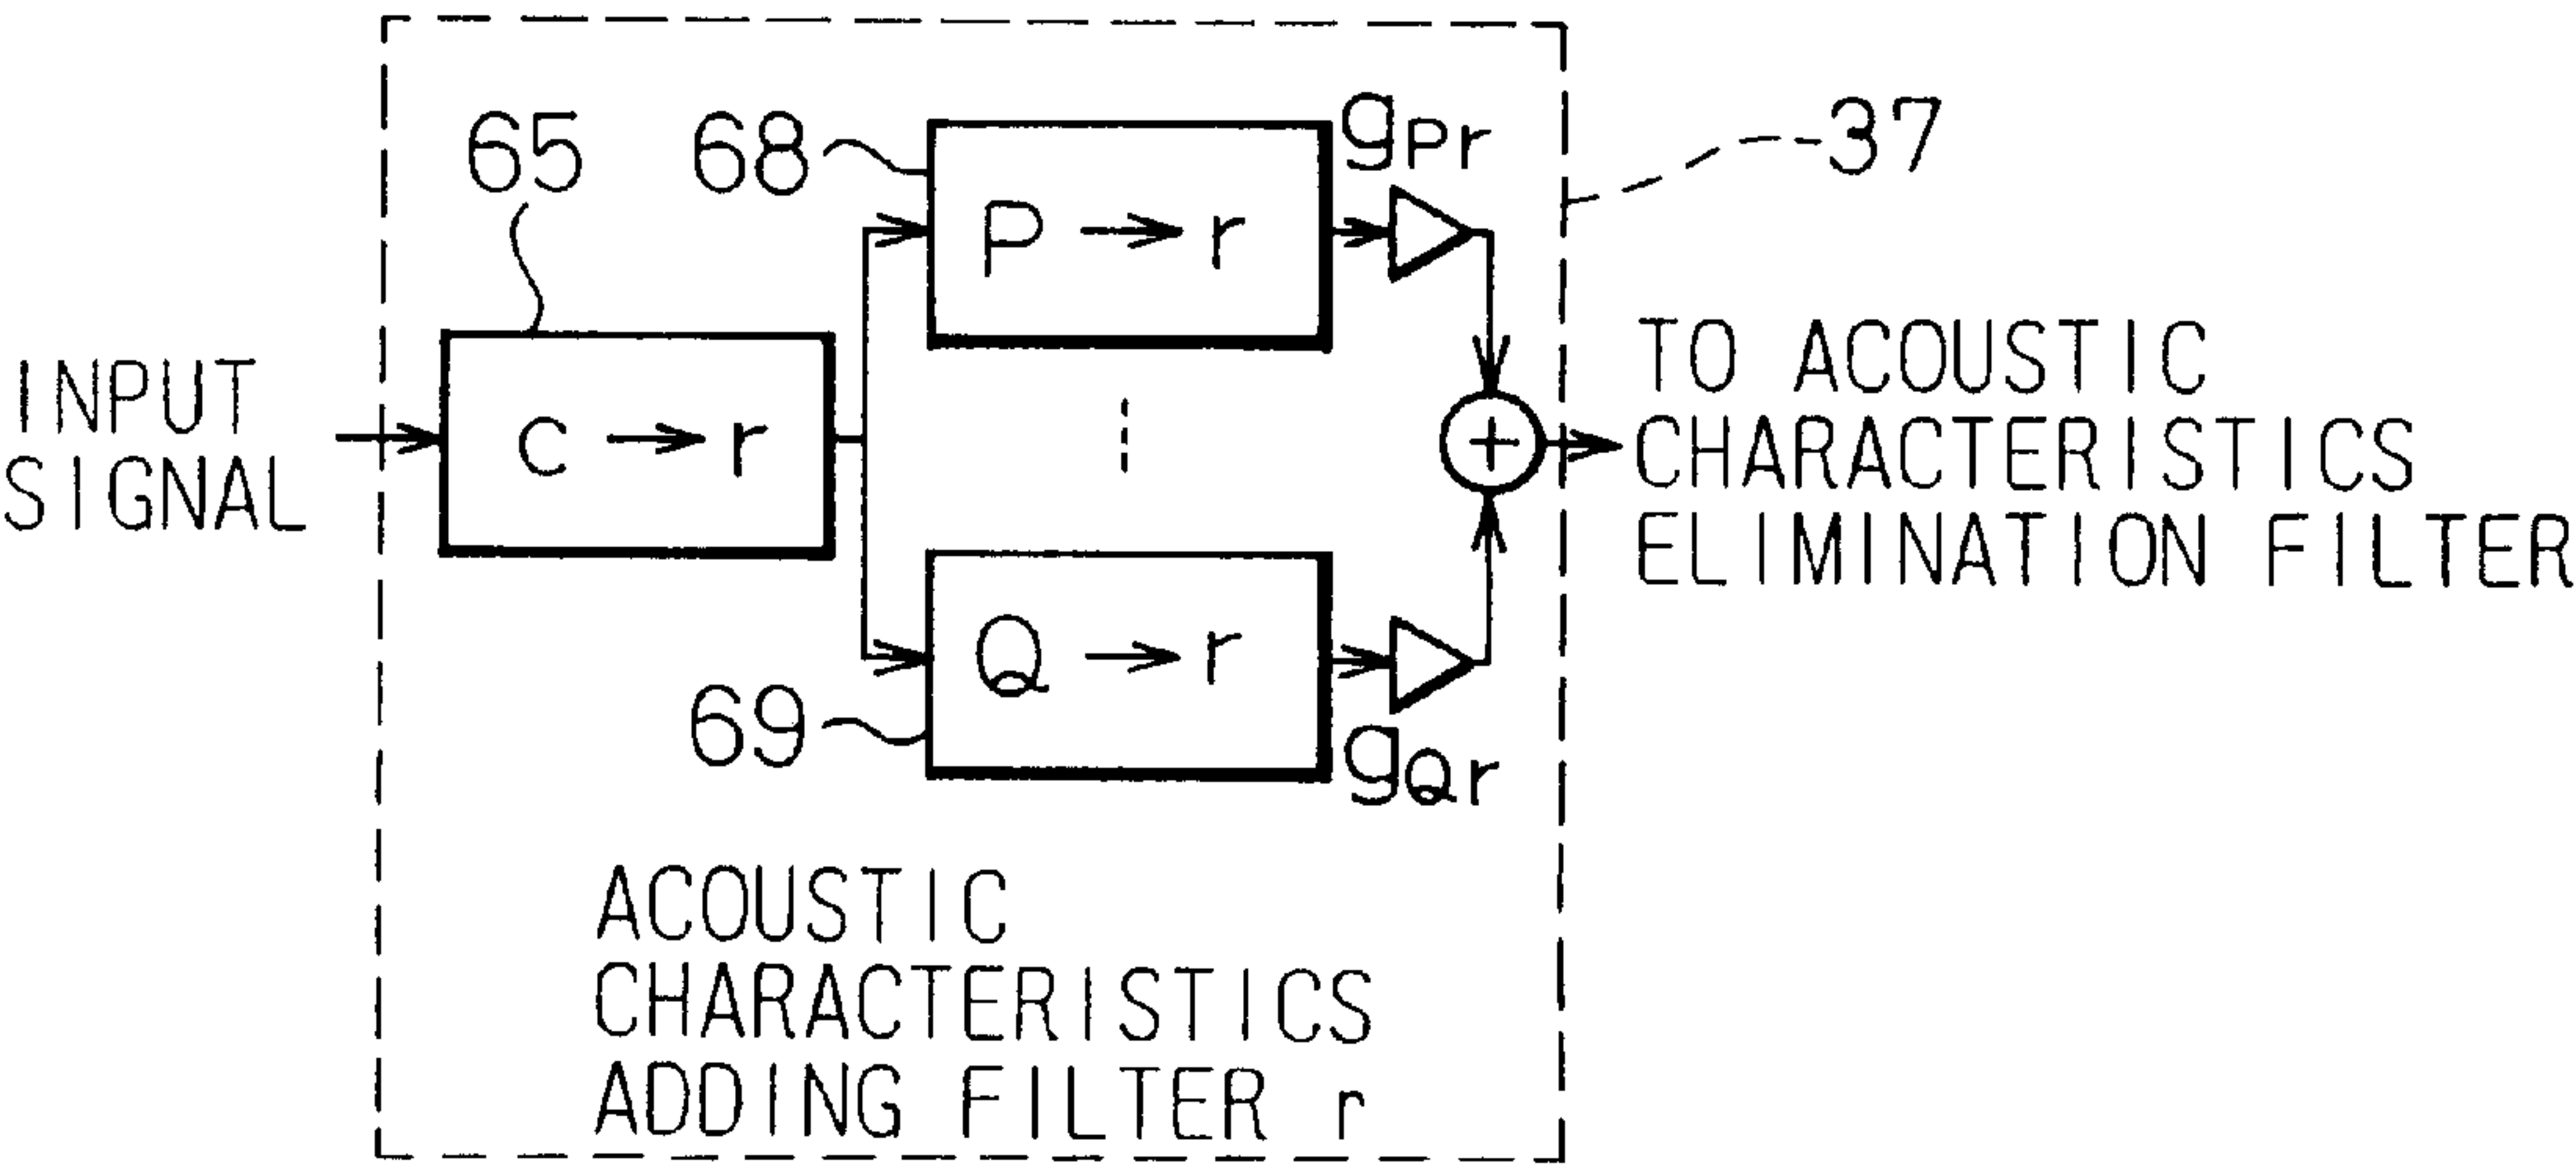 65
68
gPr
37
P → r
INPUT
SIGNAL
c → r
+
TO ACOUSTIC
CHARACTERISTICS
ELIMINATION FILTER
Q → r
69
gQr
ACOUSTIC
CHARACTERISTICS
ADDING FILTER r